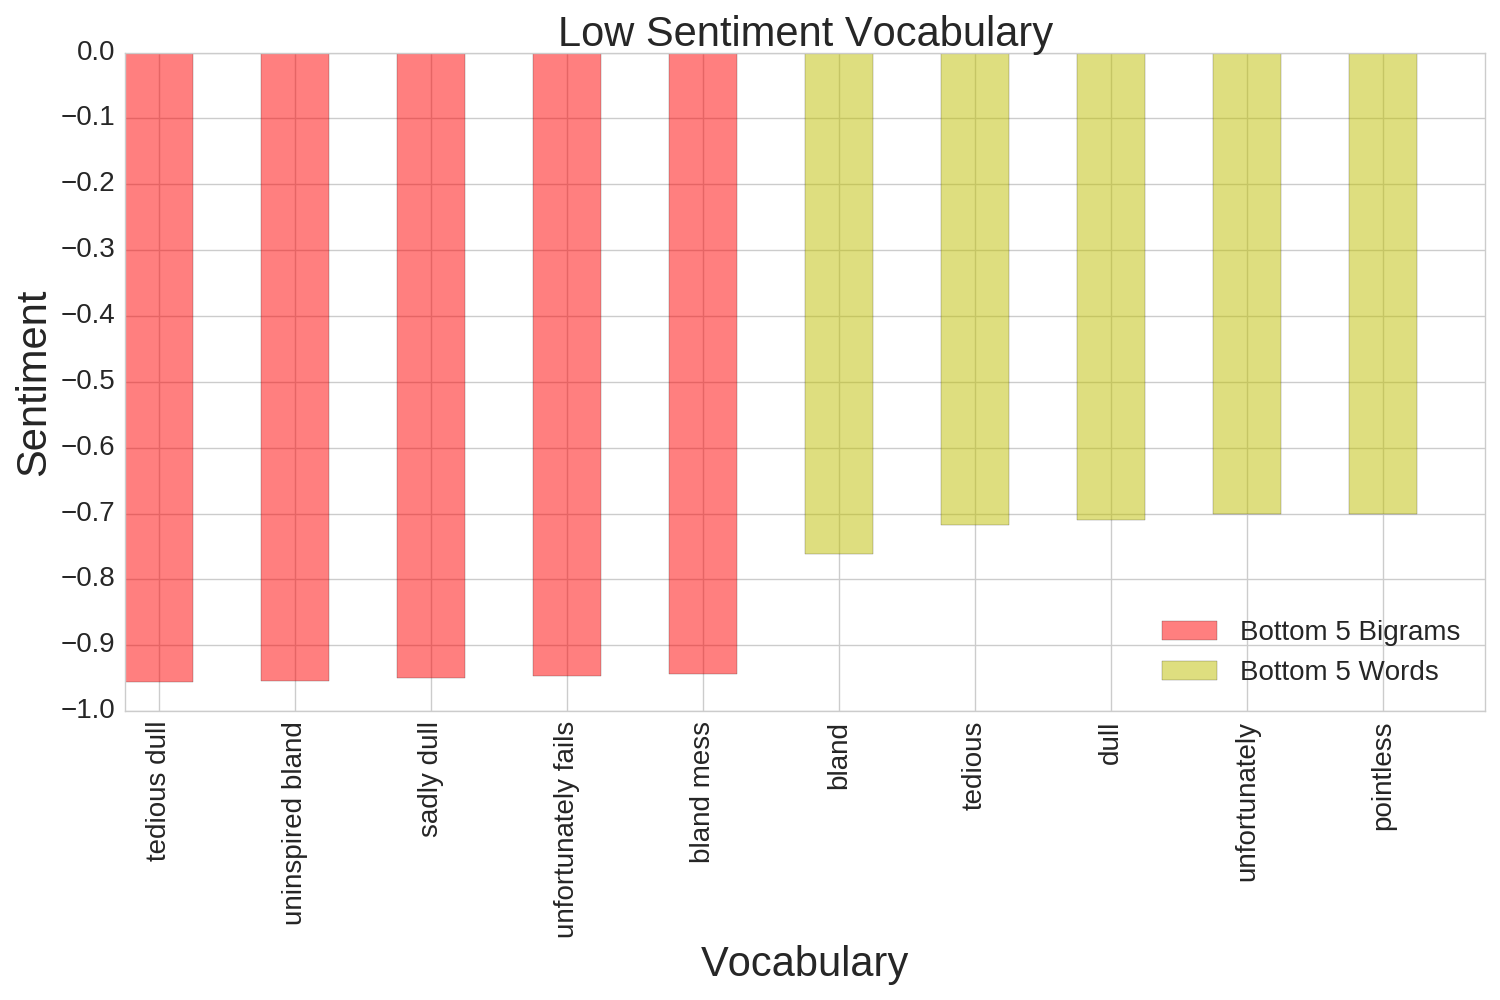 Low Sentiment Vocabulary
0.0
−0.1
−0.2
−0.3
−0.4
−0.5
−0.6
−0.7
−0.8
−0.9
−1.0
Sentiment
Bottom 5 Bigrams
Bottom 5 Words
tedious dull
uninspired bland
sadly dull
unfortunately fails
bland mess
bland
tedious
dull
unfortunately
pointless
Vocabulary